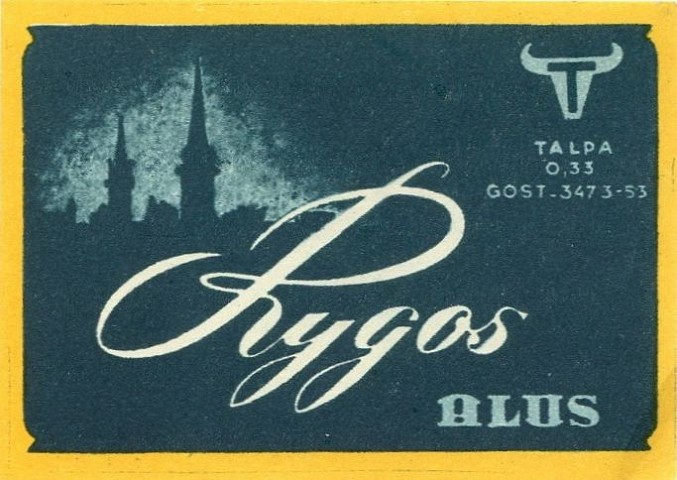 T
TALPA
0,33
GOST-3473-53
Rygos
ALUS